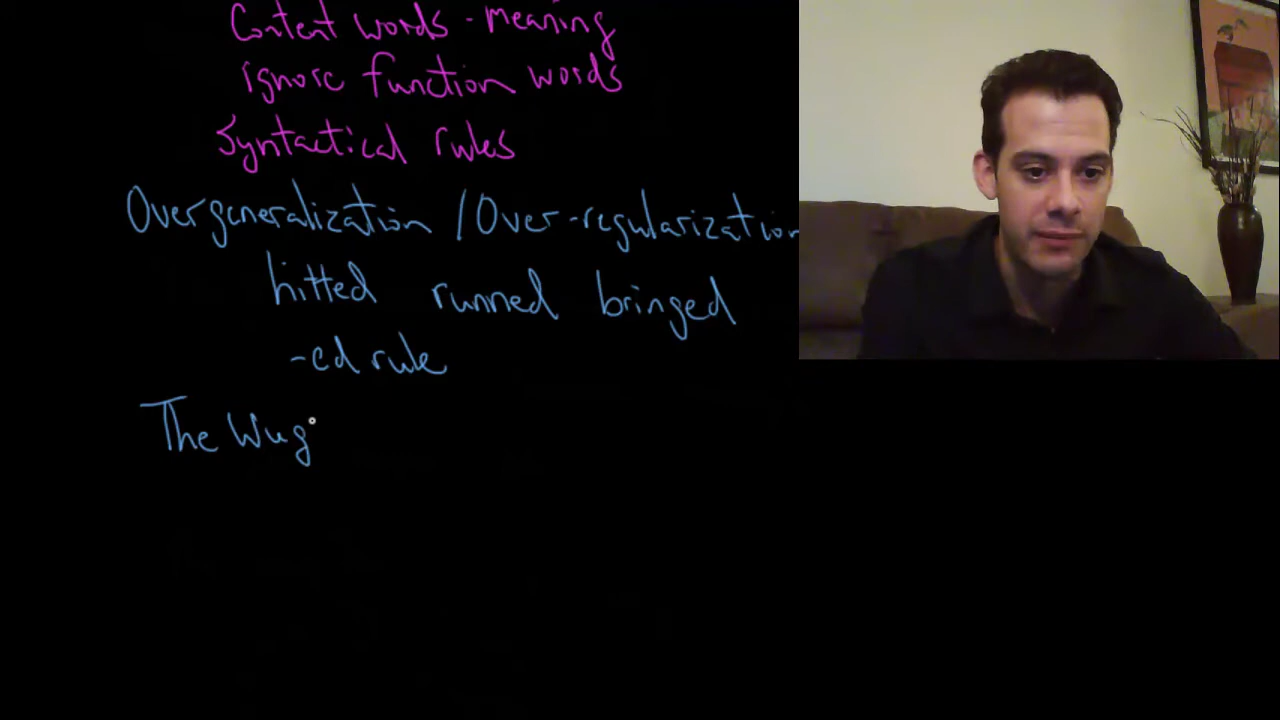 Content words - meaning
ignore function words
Syntactical rules
Overgeneralization / Over-regularization
hitted runned bringed
-ed rule
The Wug